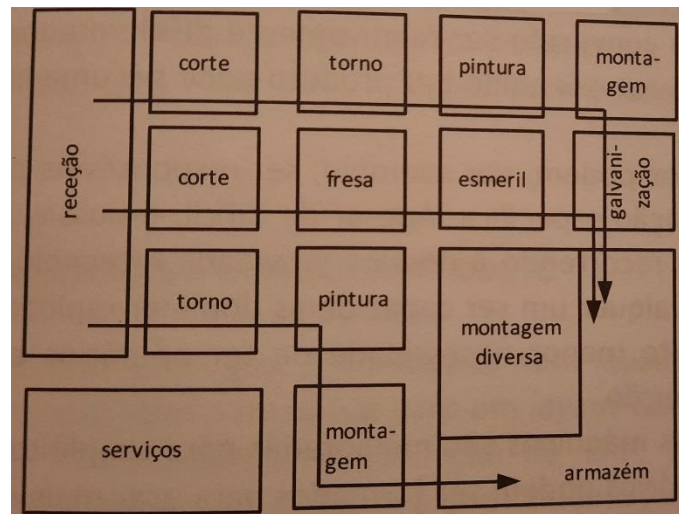 corte
torno
pintura
monta-
gem
receção
corte
fresa
esmeril
galvani-
zação
torno
pintura
montagem
diversa
serviços
monta-
gem
armazém